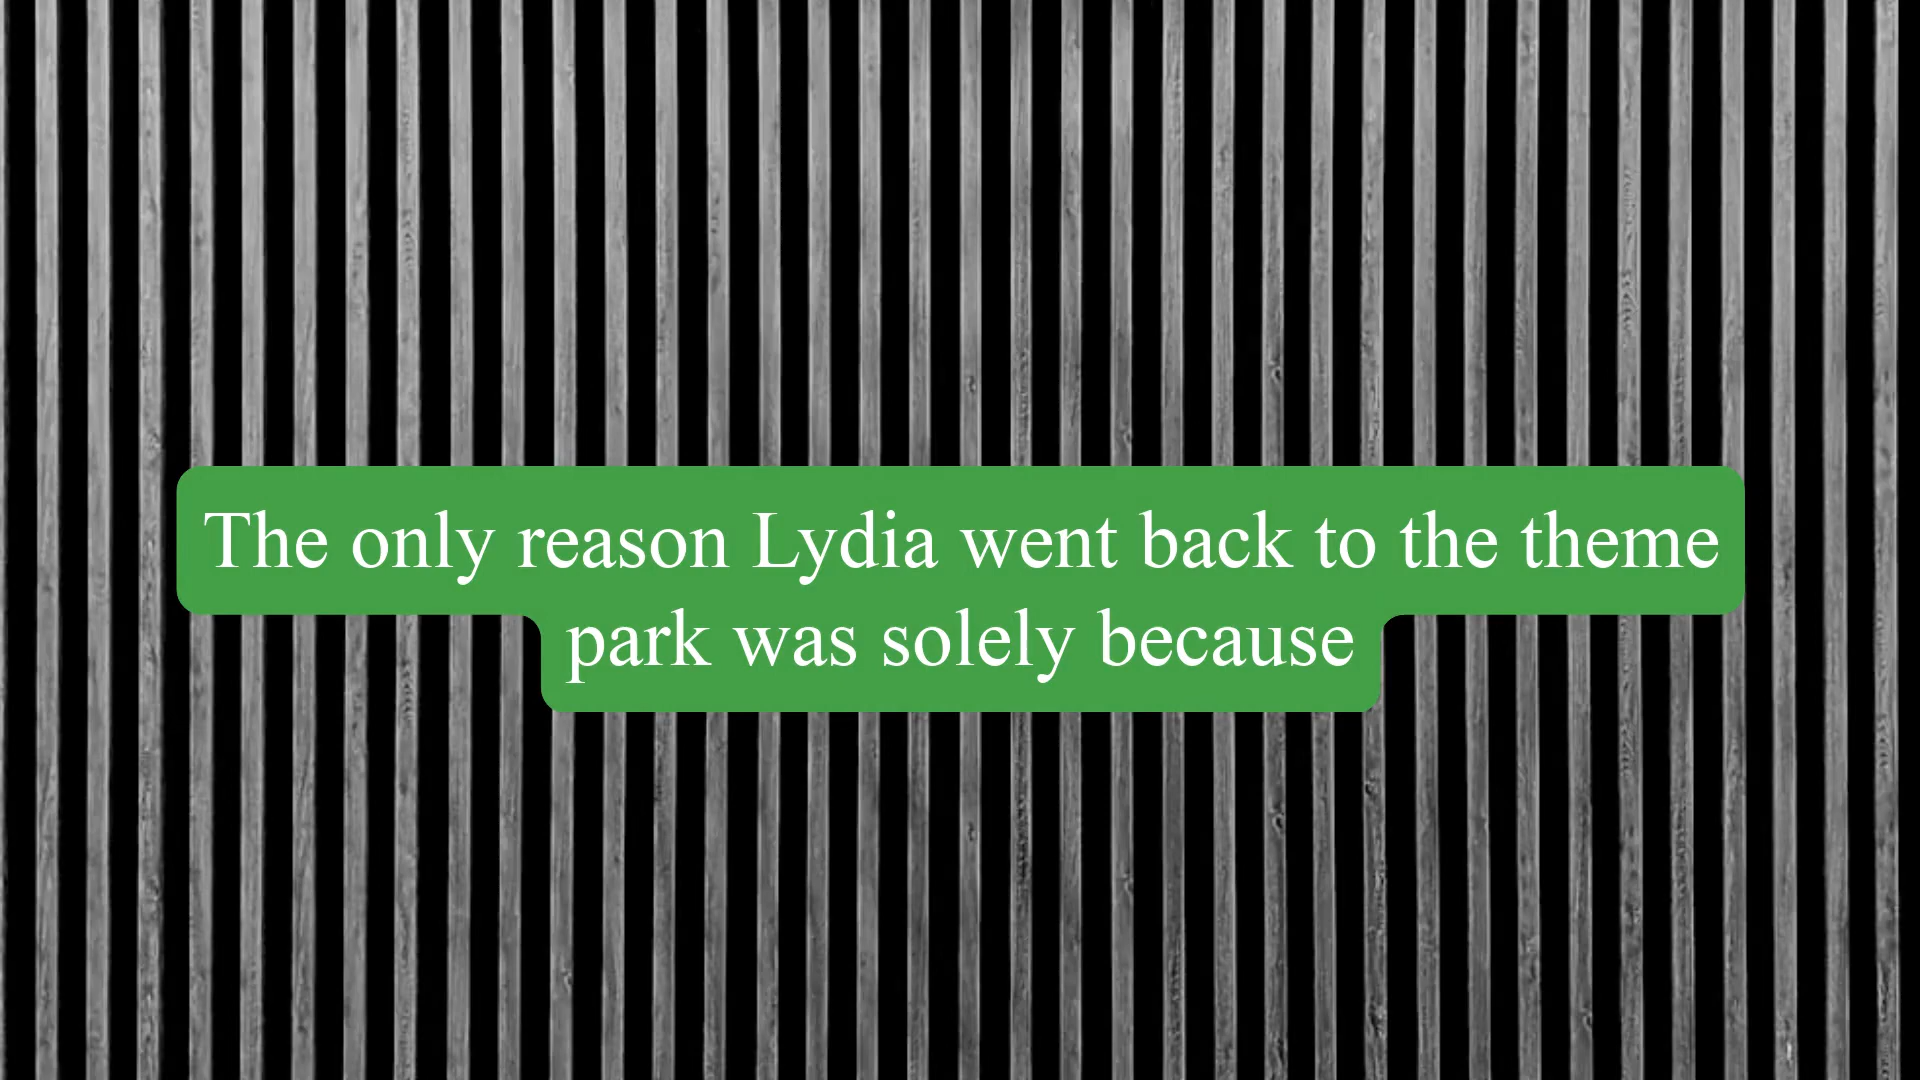 The only reason Lydia went back to the theme
park was solely because